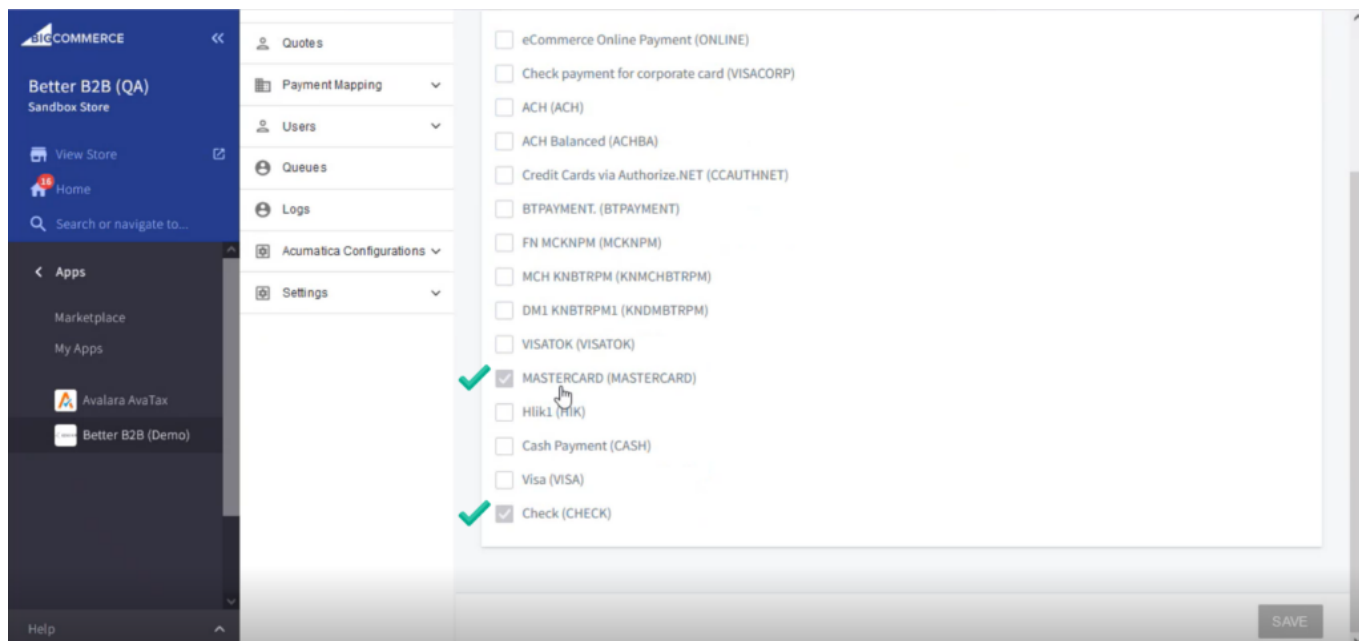 BIGCOMMERCE
Better B2B (QA)
Sandbox Store
View Store
16
Home
Search or navigate to...
Apps
Marketplace
My Apps
Avalara AvaTax
Better B2B (Demo)
Help
Quotes
Payment Mapping
Users
Queues
Logs
Acumatica Configurations
Settings
eCommerce Online Payment (ONLINE)
Check payment for corporate card (VISACORP)
ACH (ACH)
ACH Balanced (ACHBA)
Credit Cards via Authorize.NET (CCAUTHNET)
BTPAYMENT. (BTPAYMENT)
FN MCKNPM (MCKNPM)
MCH KNBTRPM (KNMCHBTRPM)
DM1 KNBTRPM1 (KNDMBTRPM)
VISATOK (VISATOK)
MASTERCARD (MASTERCARD)
Hlik1 (HIK)
Cash Payment (CASH)
Visa (VISA)
Check (CHECK)
SAVE